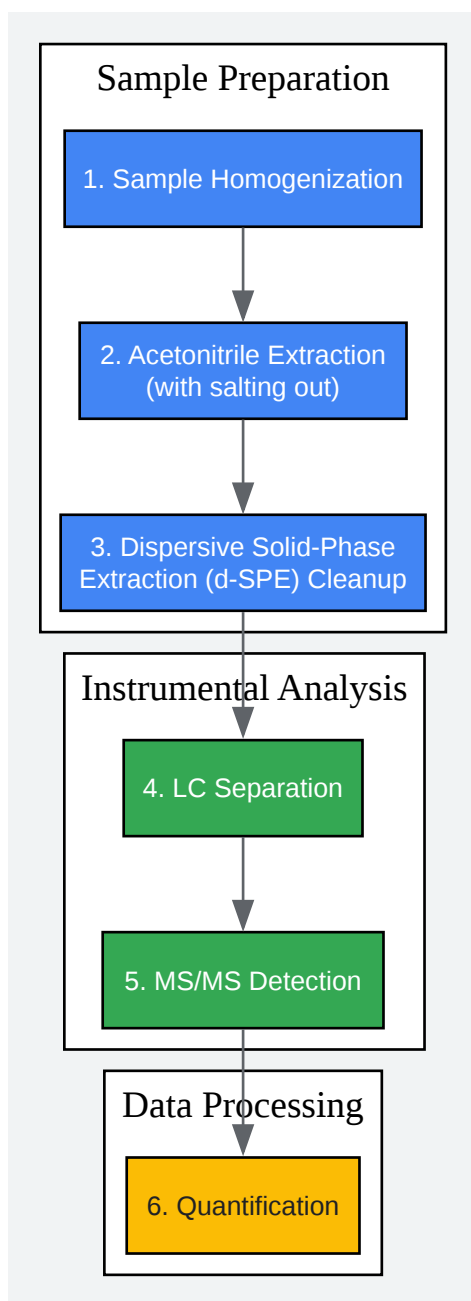 Sample Preparation
1. Sample Homogenization
2. Acetonitrile Extraction
(with salting out)
3. Dispersive Solid-Phase
Extraction (d-SPE) Cleanup
Instrumental Analysis
4. LC Separation
5. MS/MS Detection
Data Processing
6. Quantification